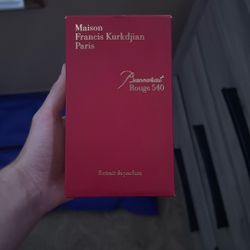 Maison
Francis Kurkdjian
Paris
Baccarat
Rouge 540
Extrait de parfum